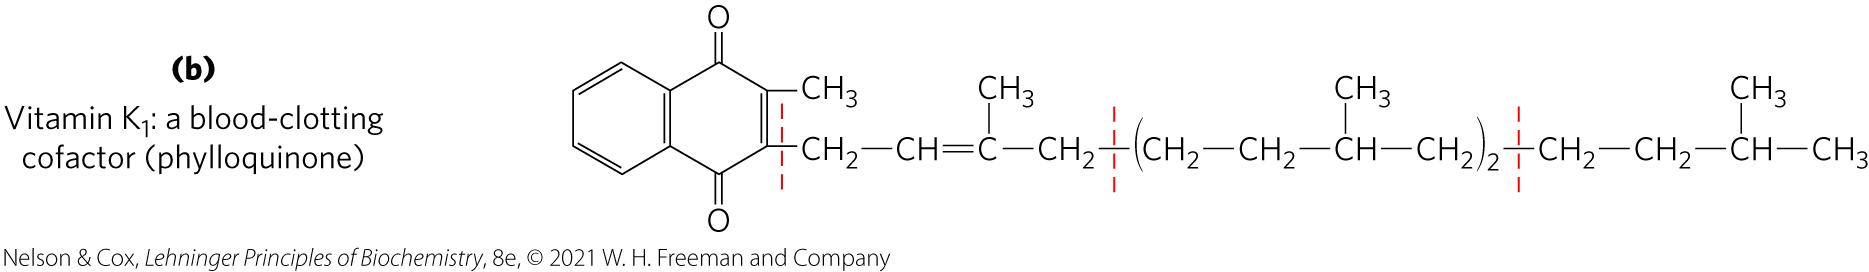 (b)
Vitamin K₁: a blood-clotting
cofactor (phylloquinone)
O
CH₃ CH₃ CH₃ CH₃
CH₂—CH=C—CH₂—(CH₂—CH₂—CH—CH₂)₂—CH₂—CH₂—CH—CH₃
O
Nelson & Cox, Lehninger Principles of Biochemistry, 8e, © 2021 W. H. Freeman and Company